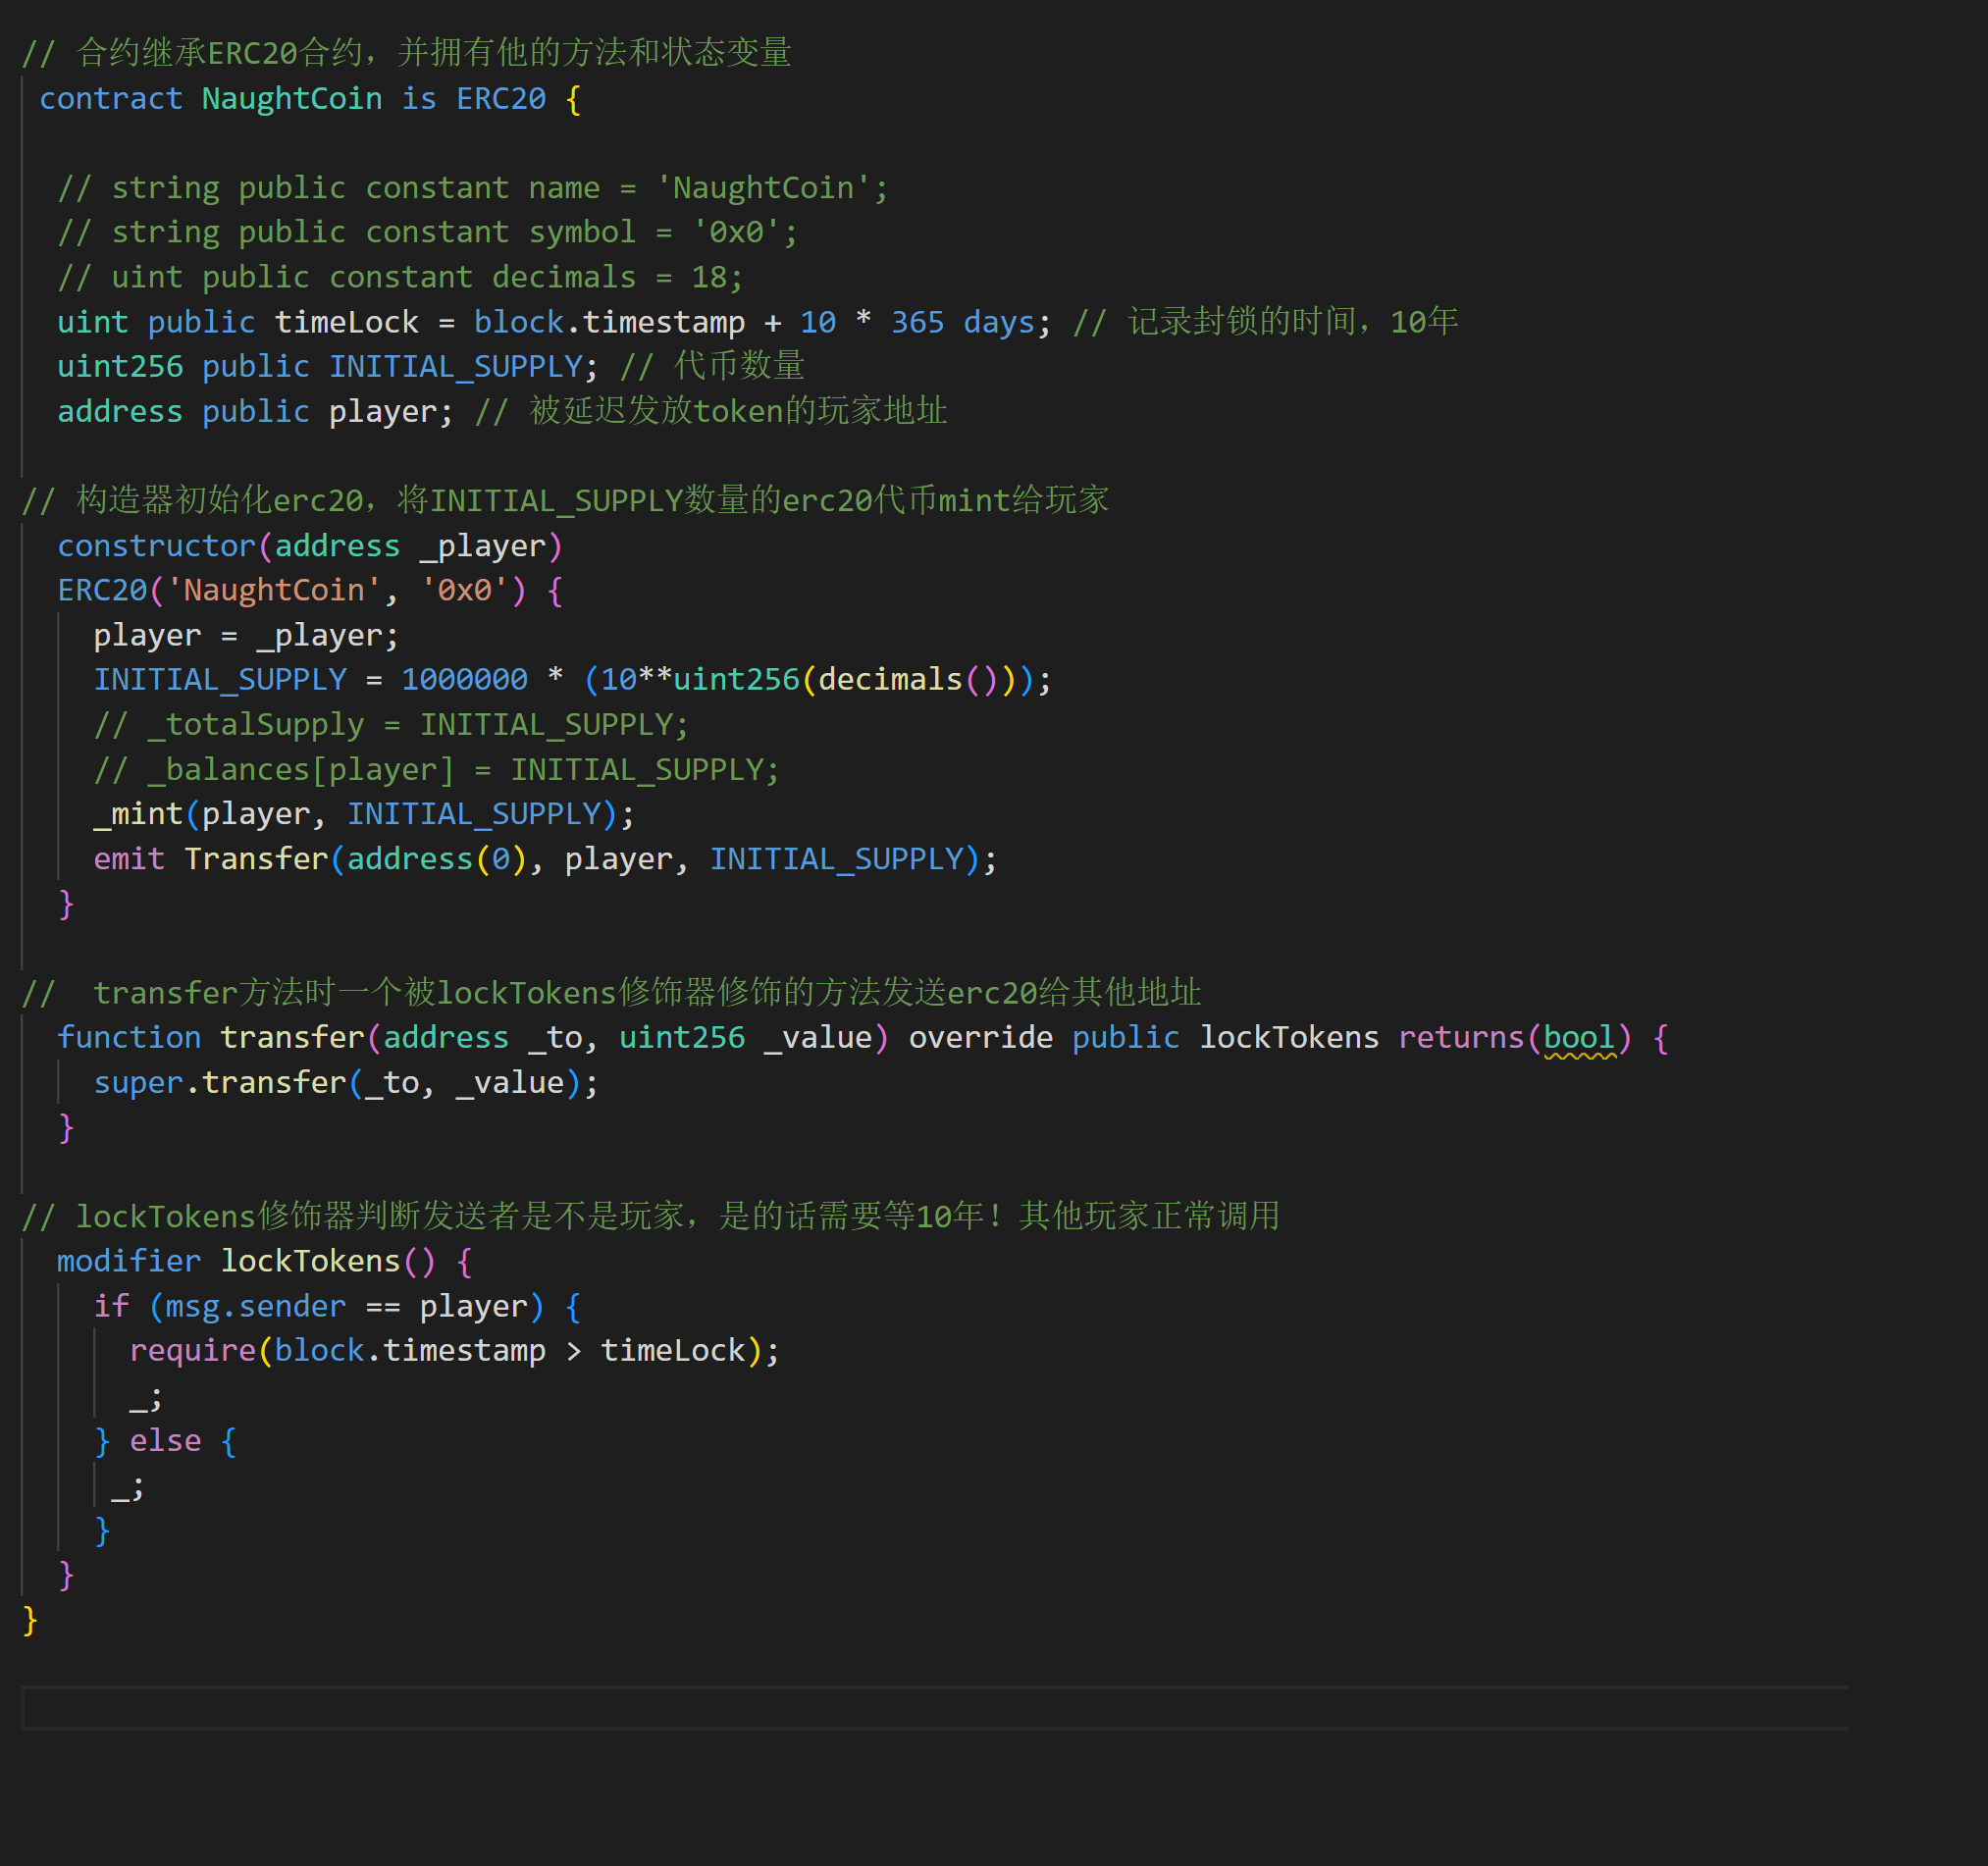 // 合约继承ERC20合约，并拥有他的方法和状态变量
contract NaughtCoin is ERC20 {
// string public constant name = 'NaughtCoin';
// string public constant symbol = '0x0';
// uint public constant decimals = 18;
uint public timeLock = block.timestamp + 10 * 365 days; // 记录封锁的时间，10年
uint256 public INITIAL_SUPPLY; // 代币数量
address public player; // 被延迟发放token的玩家地址
// 构造器初始化erc20，将INITIAL_SUPPLY数量的erc20代币mint给玩家
constructor(address _player)
ERC20('NaughtCoin', '0x0') {
player = _player;
INITIAL_SUPPLY = 1000000 * (10**uint256(decimals()));
// _totalSupply = INITIAL_SUPPLY;
// _balances[player] = INITIAL_SUPPLY;
_mint(player, INITIAL_SUPPLY);
emit Transfer(address(0), player, INITIAL_SUPPLY);
}
//  transfer方法时一个被lockTokens修饰器修饰的方法发送erc20给其他地址
function transfer(address _to, uint256 _value) override public lockTokens returns(bool) {
super.transfer(_to, _value);
}
// lockTokens修饰器判断发送者是不是玩家，是的话需要等10年！其他玩家正常调用
modifier lockTokens() {
if (msg.sender == player) {
require(block.timestamp > timeLock);
_;
} else {
_;
}
}
}